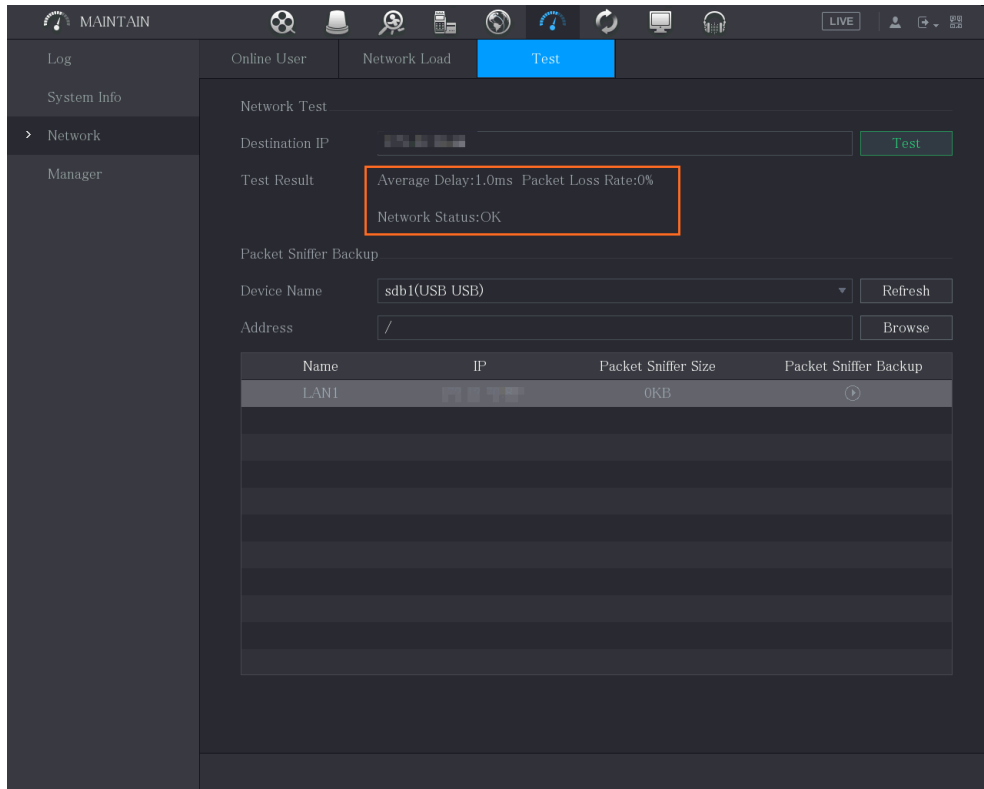 MAINTAIN
LIVE
Log
System Info
Network
Manager
Online User Network Load Test
Network Test
Destination IP Test
Test Result Average Delay:1.0ms Packet Loss Rate:0%
Network Status:OK
Packet Sniffer Backup
Device Name sdb1(USB USB) Refresh
Address / Browse
Name IP Packet Sniffer Size Packet Sniffer Backup
LAN1 0KB